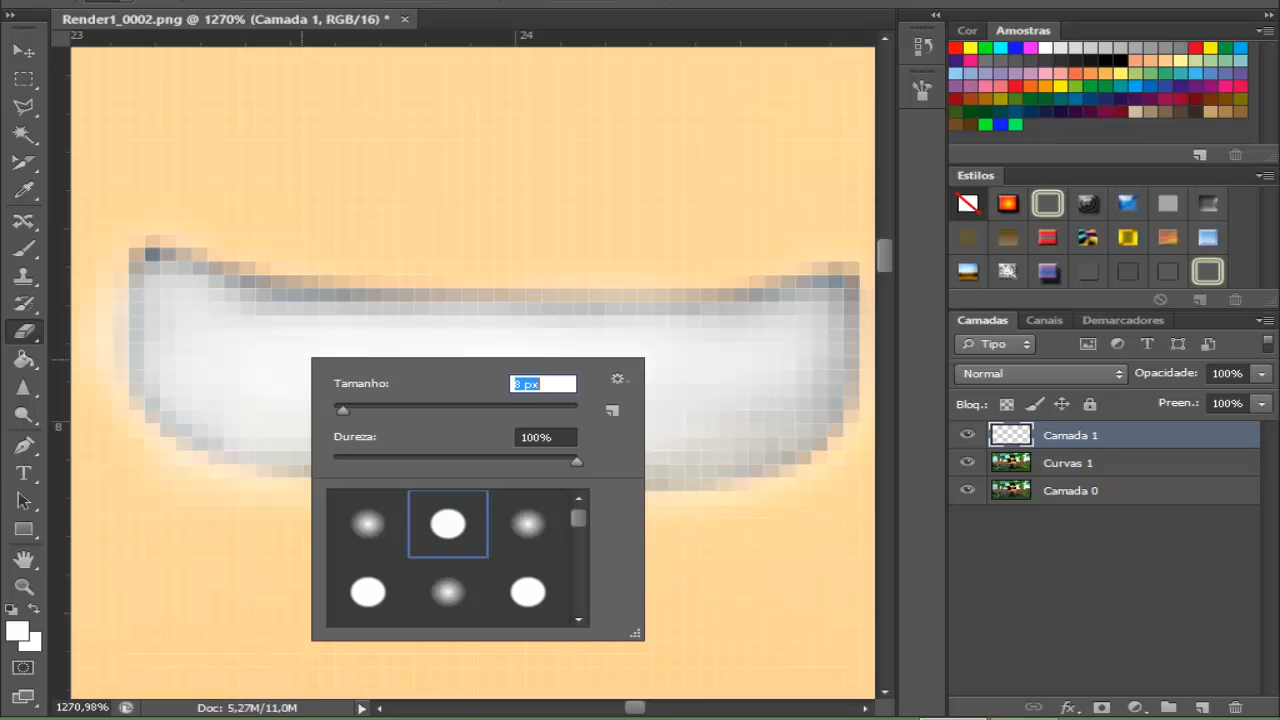 Render1_0002.png @ 1270% (Camada 1, RGB/16) * ×
23
24
8
Tamanho:
8 px
Dureza:
100%
1270,98%
Doc: 5,27M/11,0M
Cor
Amostras
Estilos
Camadas
Canais
Demarcadores
Tipo
Normal
Opacidade:
100%
Bloq.:
Preen.:
100%
Camada 1
Curvas 1
Camada 0
fx